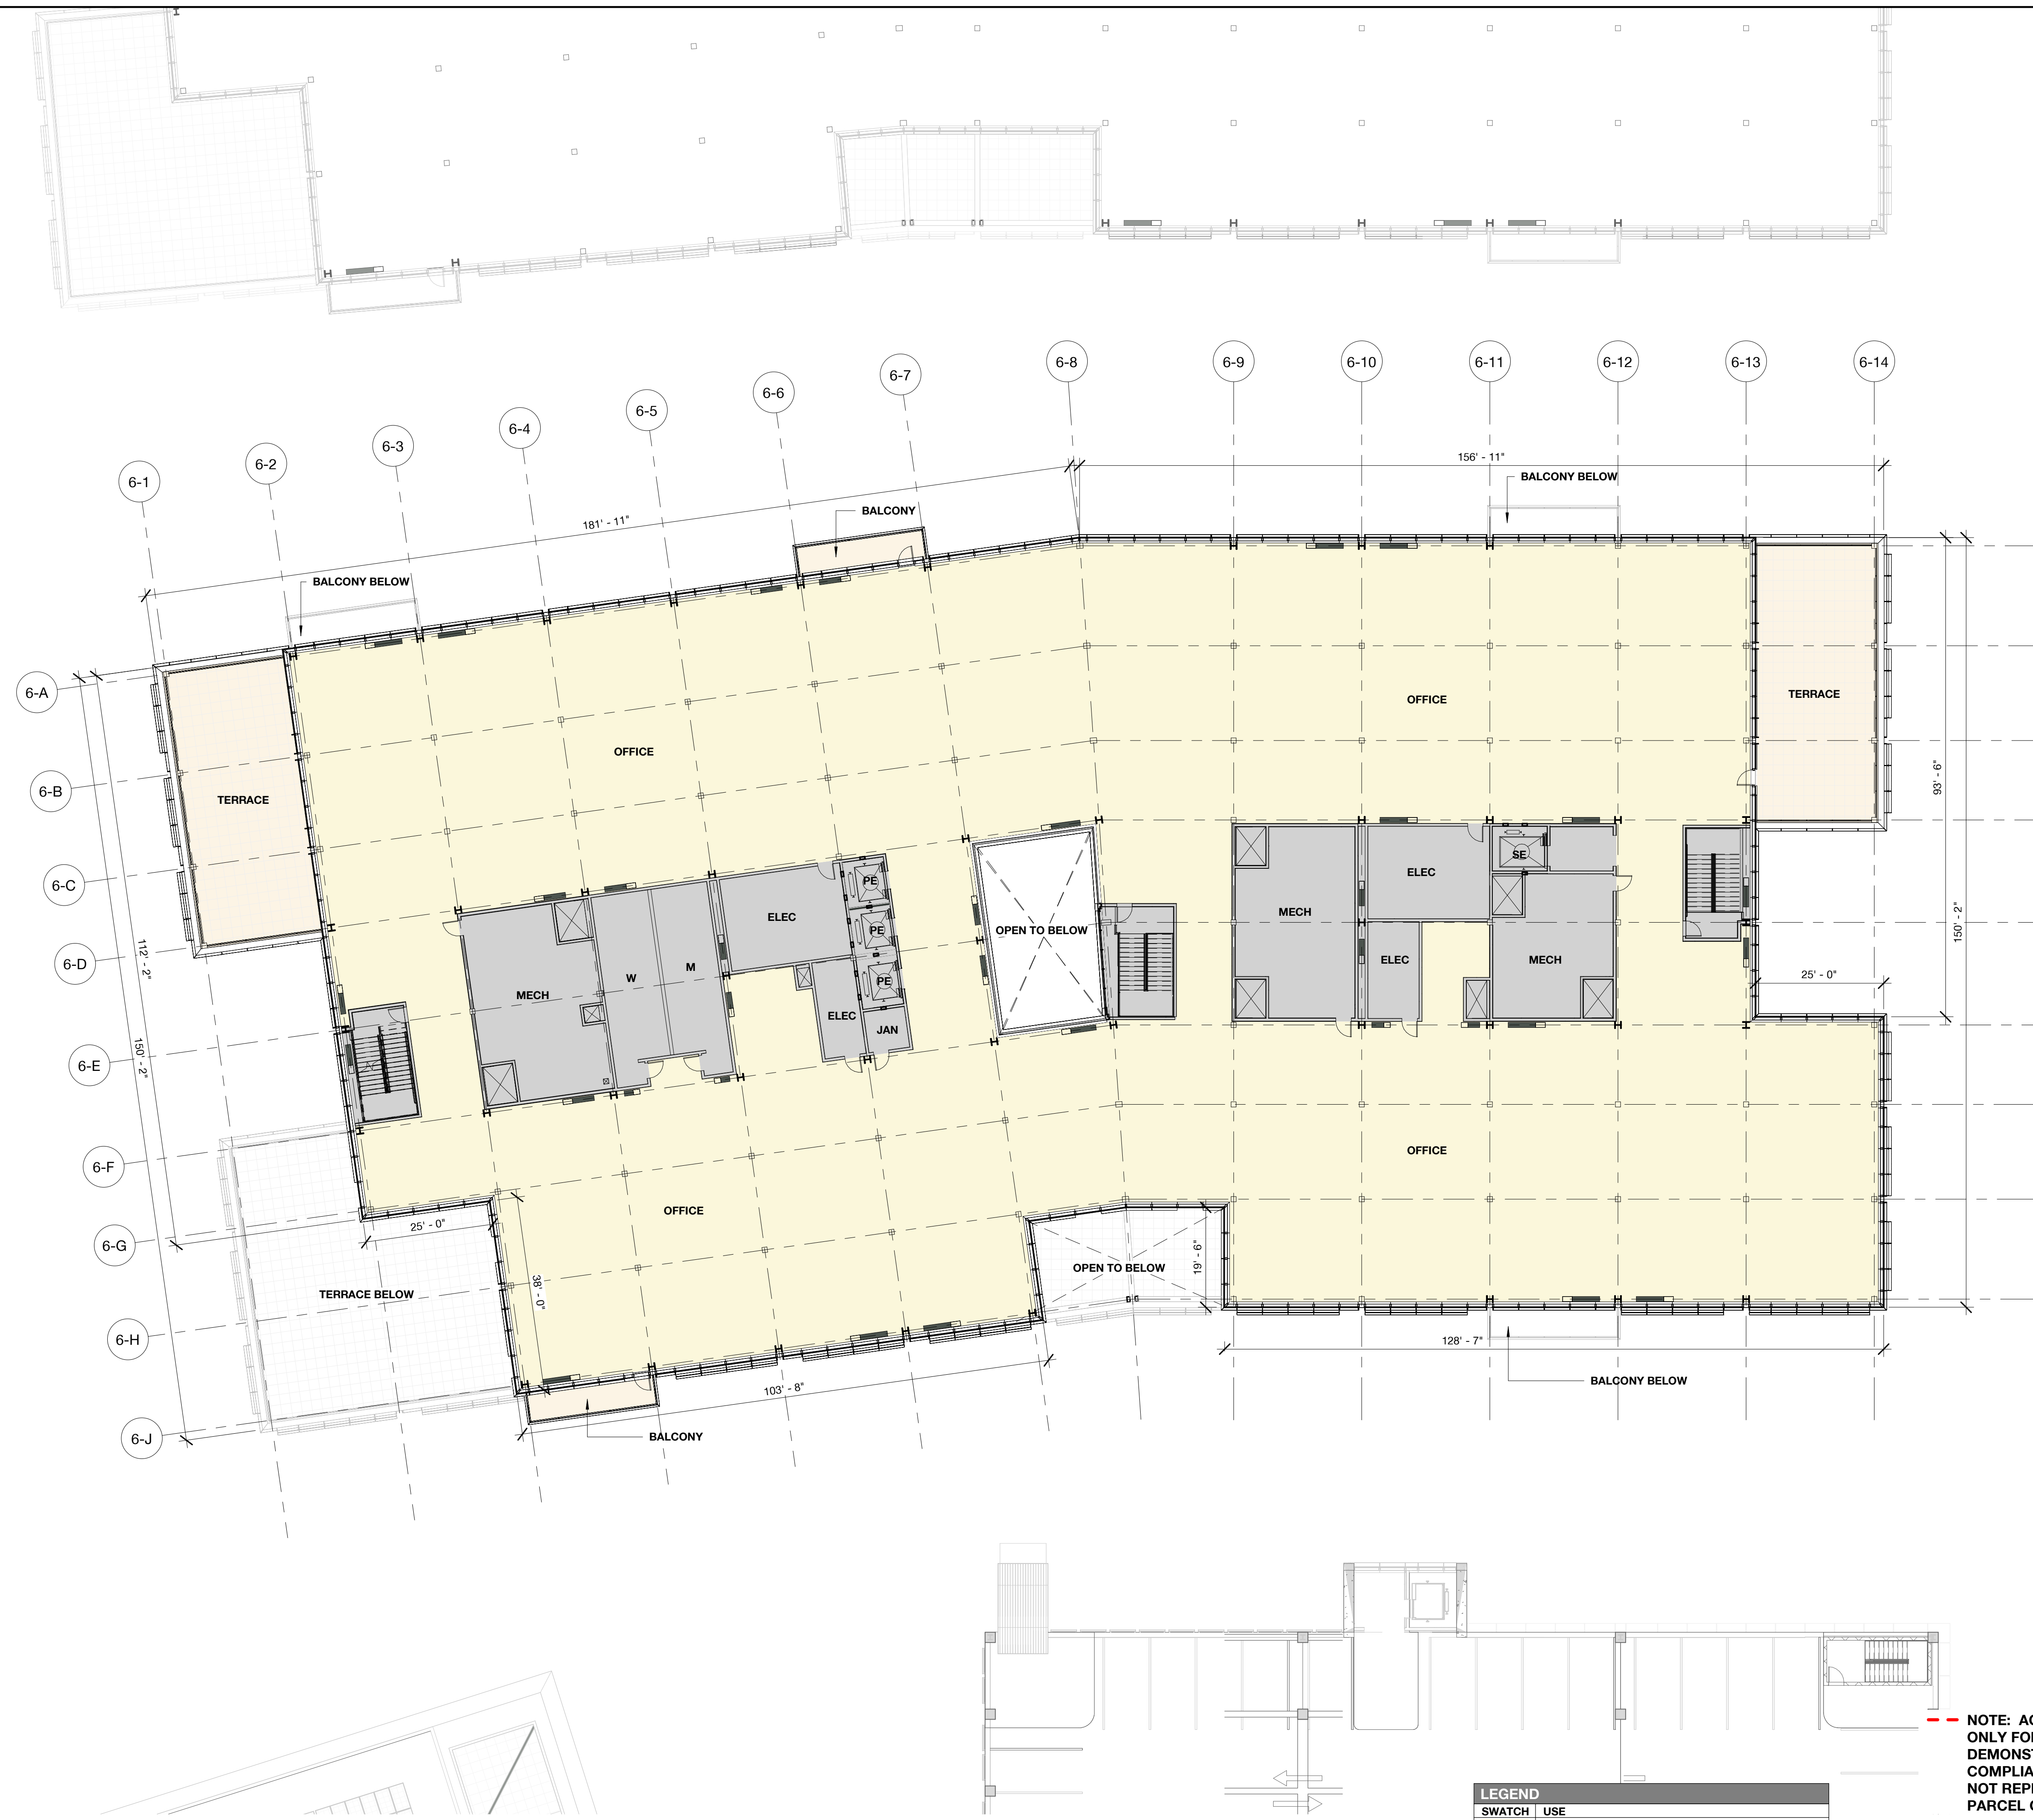 6-8
6-9
6-10
6-11
6-12
6-13
6-14
6-7
6-6
6-5
6-4
6-3
6-2
6-1
156' - 11"
BALCONY BELOW
181' - 11"
BALCONY
BALCONY BELOW
6-A
TERRACE
OFFICE
OFFICE
93' - 6"
6-B
TERRACE
6-C
PE
SE
ELEC
ELEC
MECH
ELEC
PE
OPEN TO BELOW
150' - 2"
6-D
112' - 2"
W
M
PE
MECH
ELEC
MECH
25' - 0"
ELEC
JAN
6-E
150' - 2"
6-F
OFFICE
OFFICE
25' - 0"
6-G
19' - 6"
OPEN TO BELOW
TERRACE BELOW
38' - 0"
6-H
128' - 7"
103' - 8"
BALCONY BELOW
6-J
BALCONY
NOTE:
ONLY
NOT
PARCEL
LEGEND
SWATCH USE